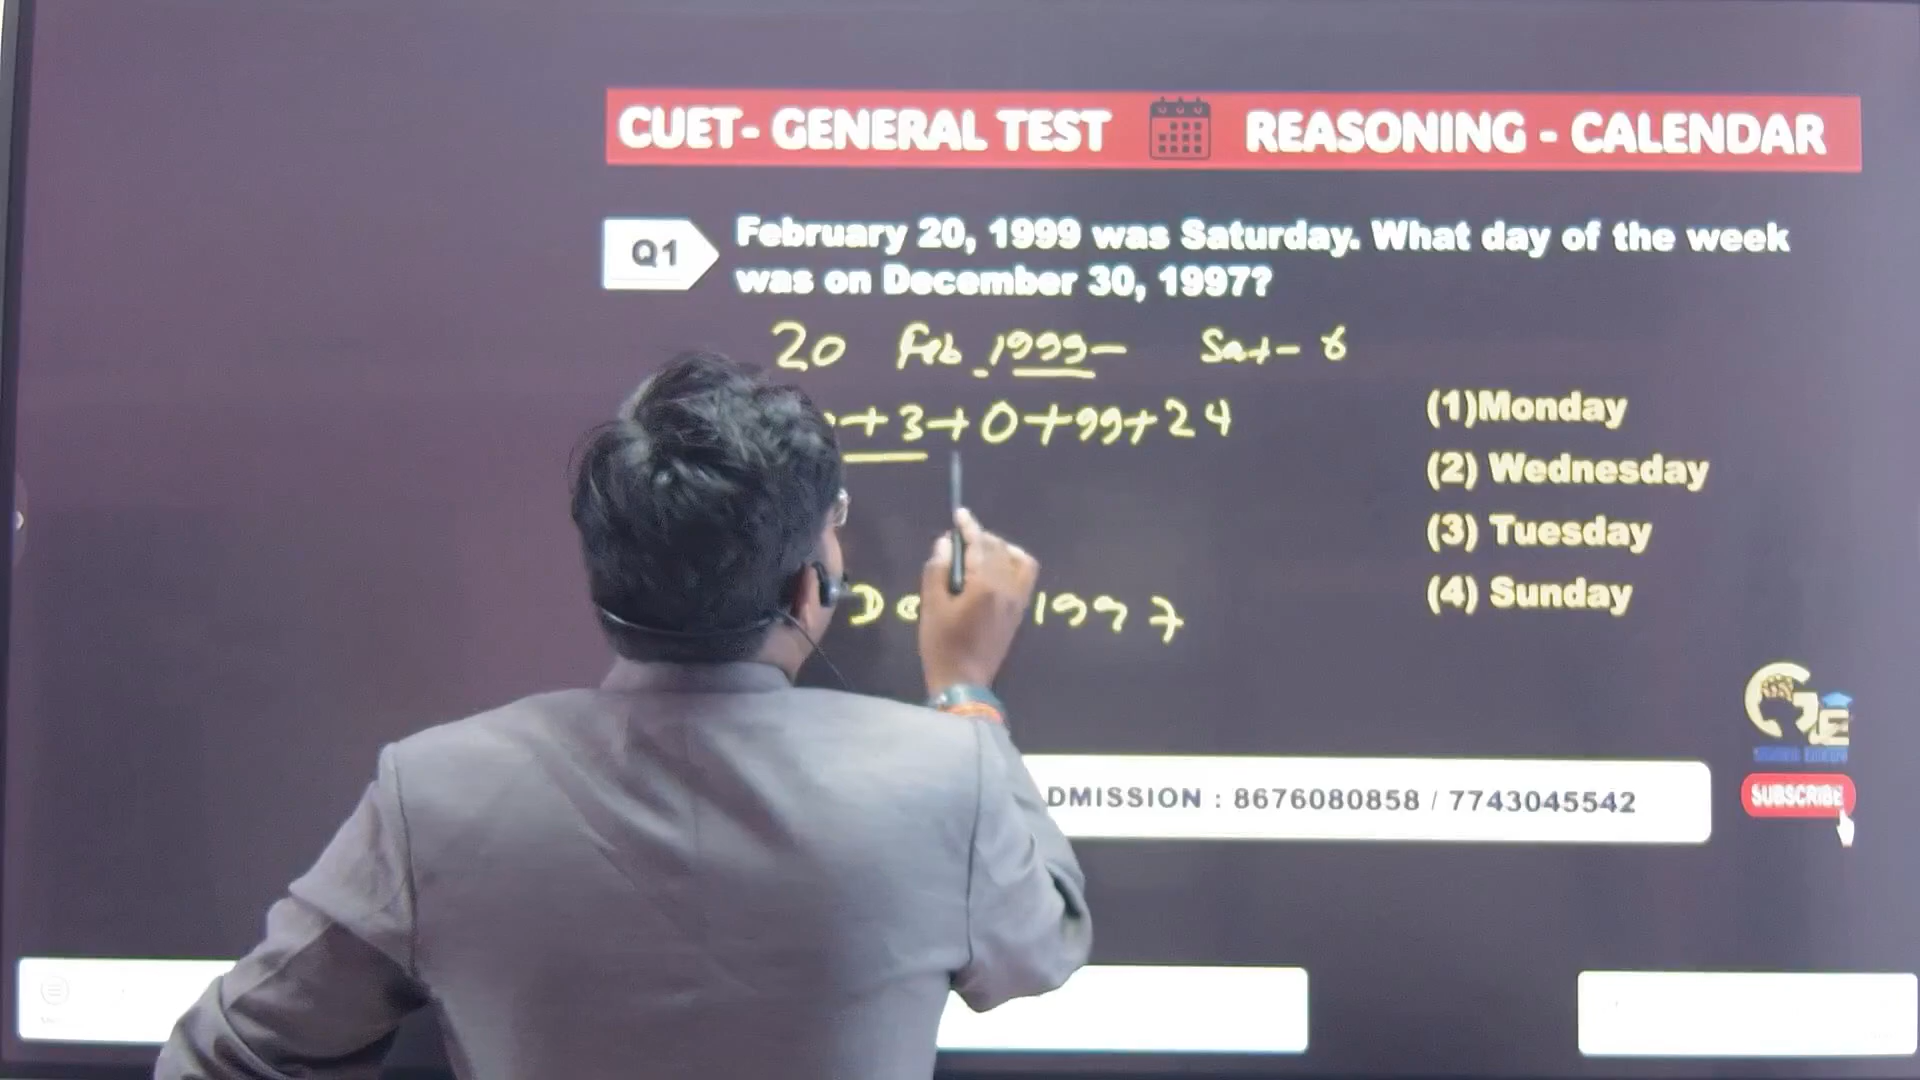 CUET- GENERAL TEST REASONING - CALENDAR
Q1 February 20, 1999 was Saturday. What day of the week
was on December 30, 1997?
20 Feb 1999 - Sat - 6
+ 3 + 0 + 99 + 24
(1)Monday
(2) Wednesday
(3) Tuesday
(4) Sunday
1997
DMISSION : 8676080858 / 7743045542
SUBSCRIBE